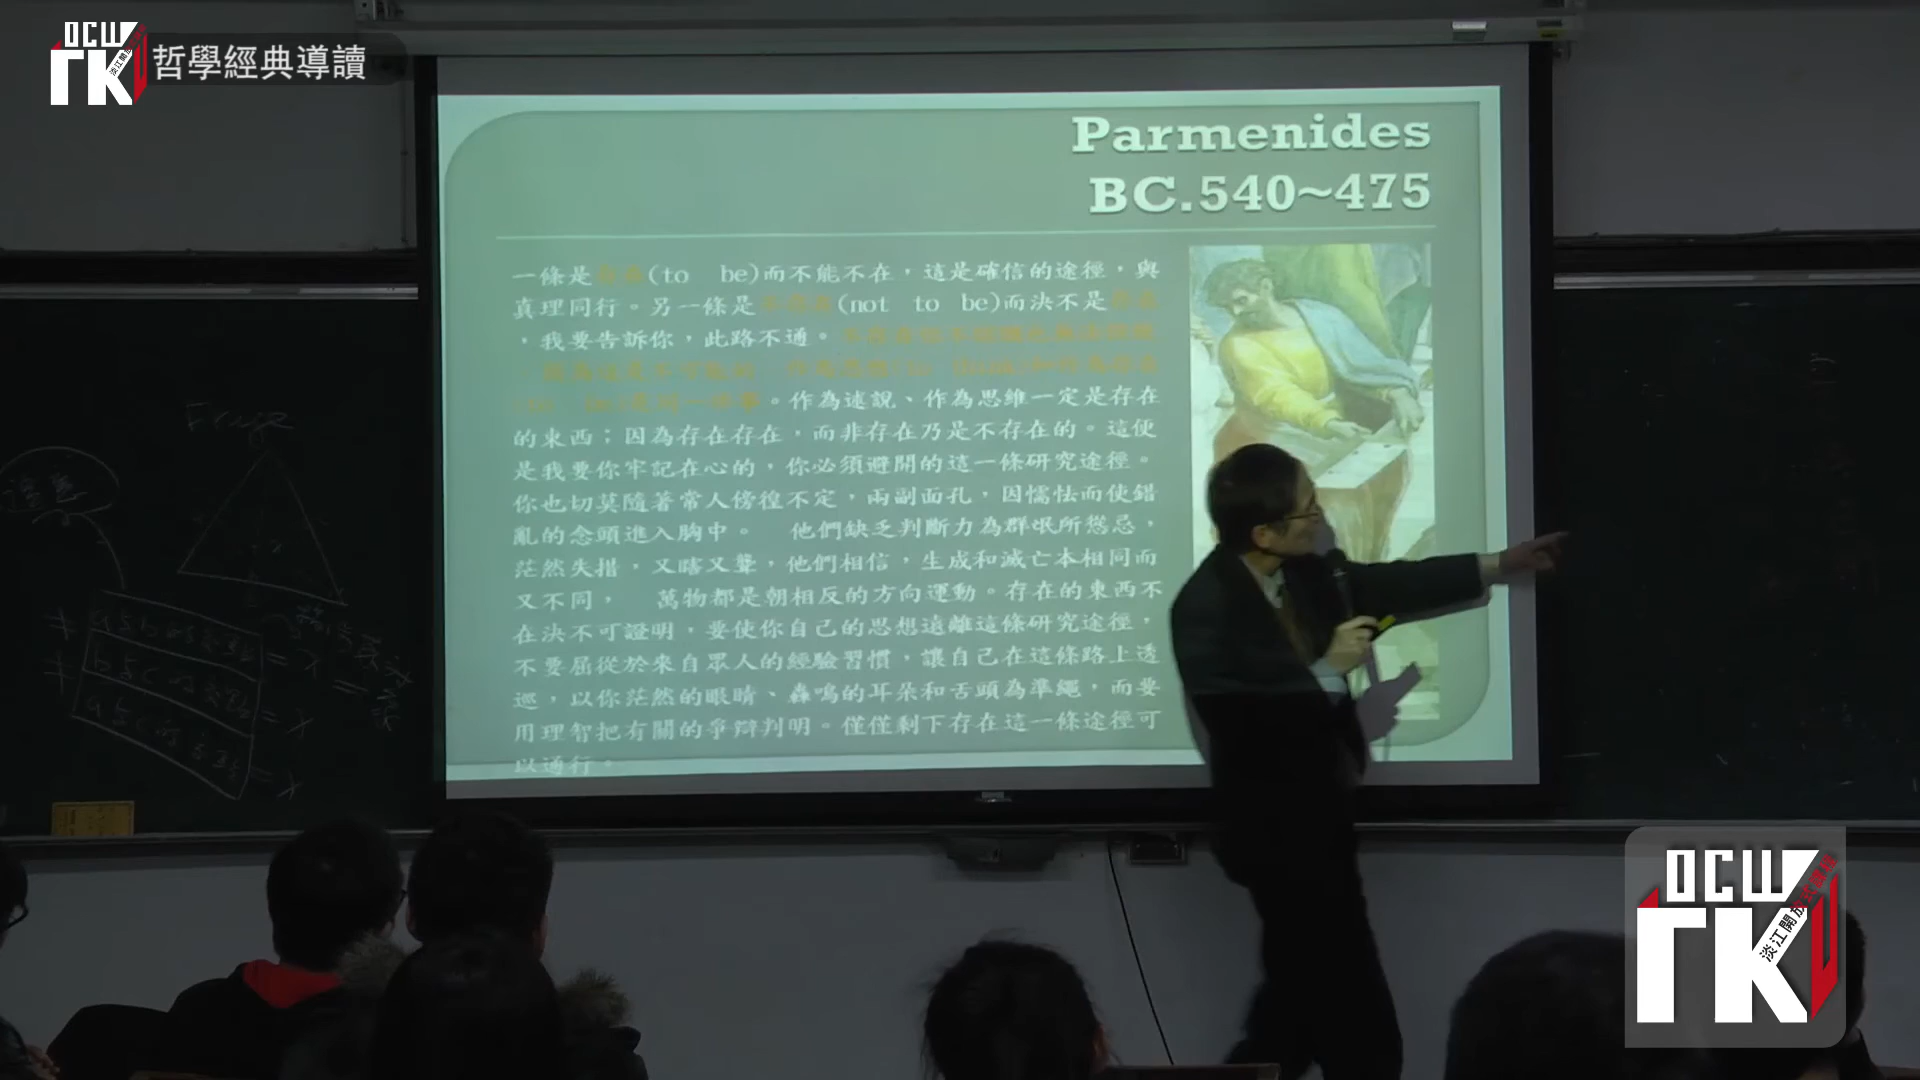 OCW
TKU
淡江開放式課程
哲學經典導讀
Parmenides
BC.540~475
一條是(to be)而不能不在，這是確信的途徑，與
真理同行。另一條是(not to be)而決不是
，我要告訴你，此路不通。
。作為述說、作為思維一定是存在
的東西；因為存在存在，而非存在乃是不存在的。這便
是我要你牢記在心的，你必須避開的這一條研究途徑。
你也切莫隨著常人傍徨不定，兩副面孔，因懦怯而使錯
亂的念頭進入胸中。 他們缺乏判斷力為群氓所愆忌，
茫然失措，又瞎又聾，他們相信，生成和滅亡本相同而
又不同， 萬物都是朝相反的方向運動。存在的東西不
在決不可證明，要使你自己的思想遠離這條研究途徑，
不要屈從於來自眾人的經驗習慣，讓自己在這條路上逡
巡，以你茫然的眼睛、轟鳴的耳朵和舌頭為準繩，而要
用理智把有關的爭辯判明。僅僅剩下存在這一條途徑可
以通行。
Frege
OCW
TKU
淡江開放式課程